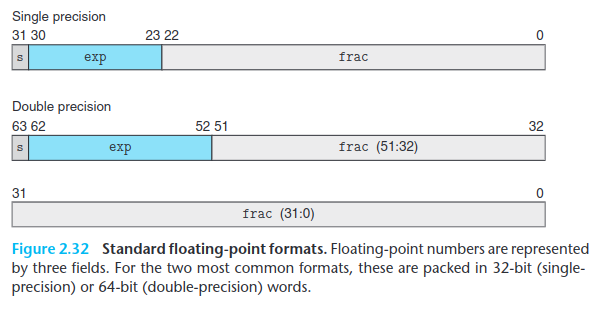 Single precision
31 30 23 22 0
s exp frac
Double precision
63 62 52 51 32
s exp frac (51:32)
31 0
frac (31:0)
Figure 2.32 Standard floating-point formats. Floating-point numbers are represented
by three fields. For the two most common formats, these are packed in 32-bit (single-
precision) or 64-bit (double-precision) words.